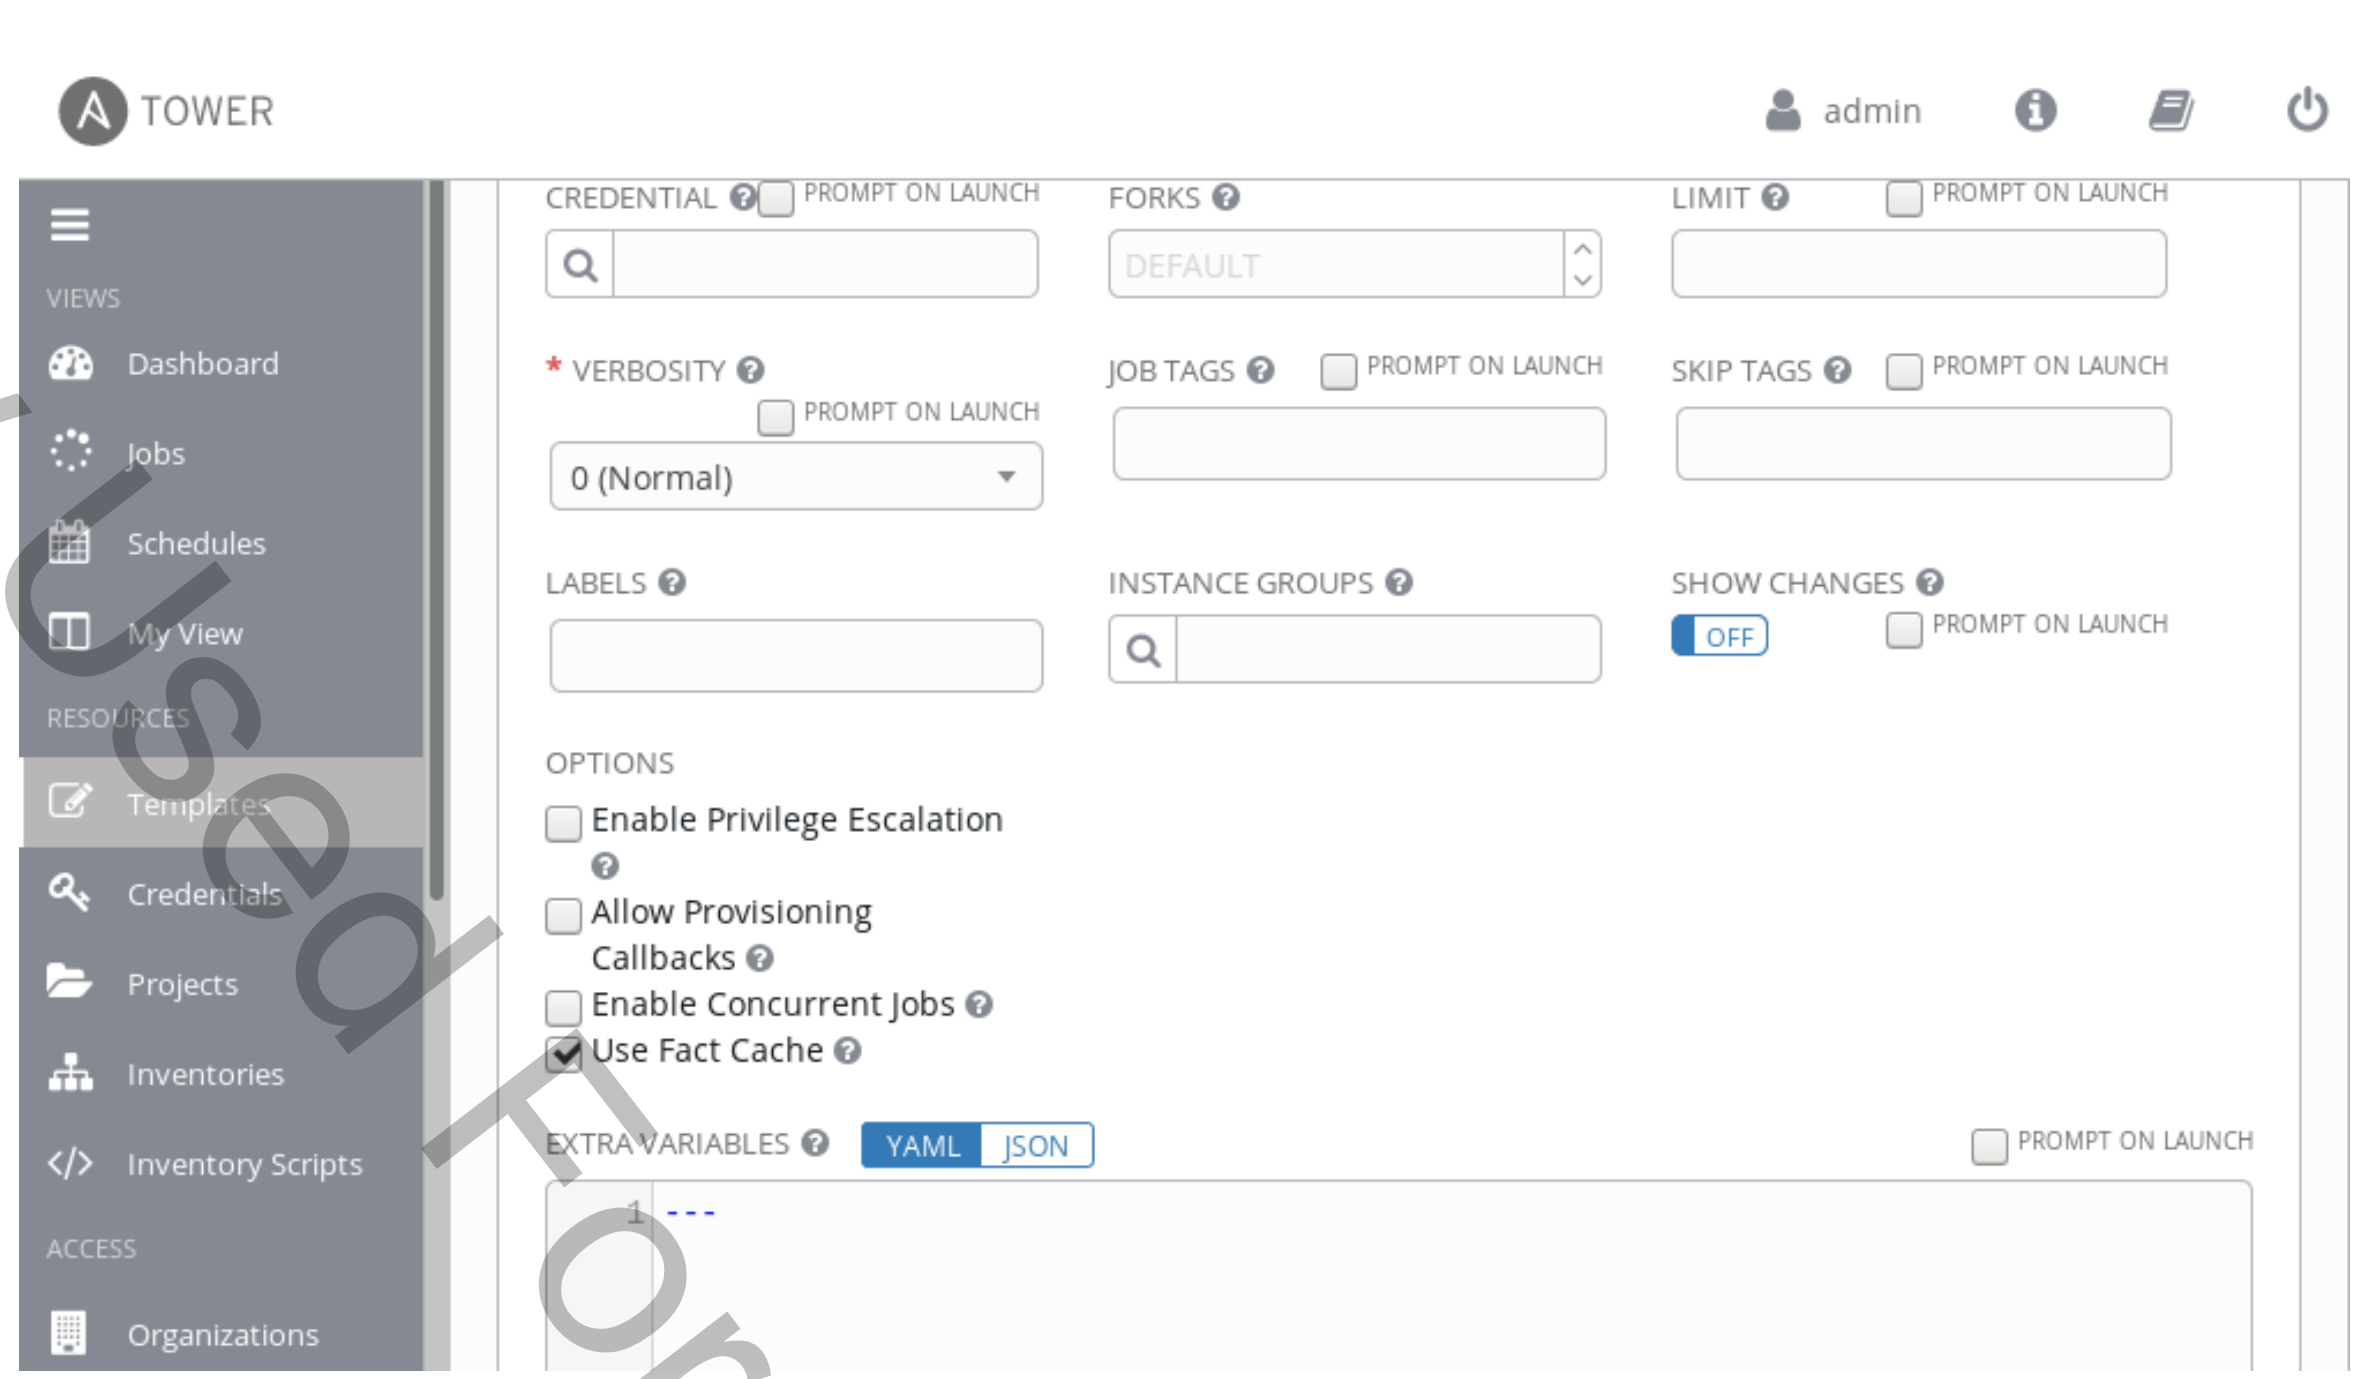 TOWER
admin
VIEWS
Dashboard
Jobs
Schedules
My View
RESOURCES
Templates
Credentials
Projects
Inventories
Inventory Scripts
ACCESS
Organizations
CREDENTIAL PROMPT ON LAUNCH
FORKS
DEFAULT
LIMIT PROMPT ON LAUNCH
* VERBOSITY
PROMPT ON LAUNCH
0 (Normal)
JOB TAGS PROMPT ON LAUNCH
SKIP TAGS PROMPT ON LAUNCH
LABELS
INSTANCE GROUPS
SHOW CHANGES
OFF PROMPT ON LAUNCH
OPTIONS
Enable Privilege Escalation
Allow Provisioning
Callbacks
Enable Concurrent Jobs
Use Fact Cache
EXTRA VARIABLES YAML JSON PROMPT ON LAUNCH
1 ---
Used